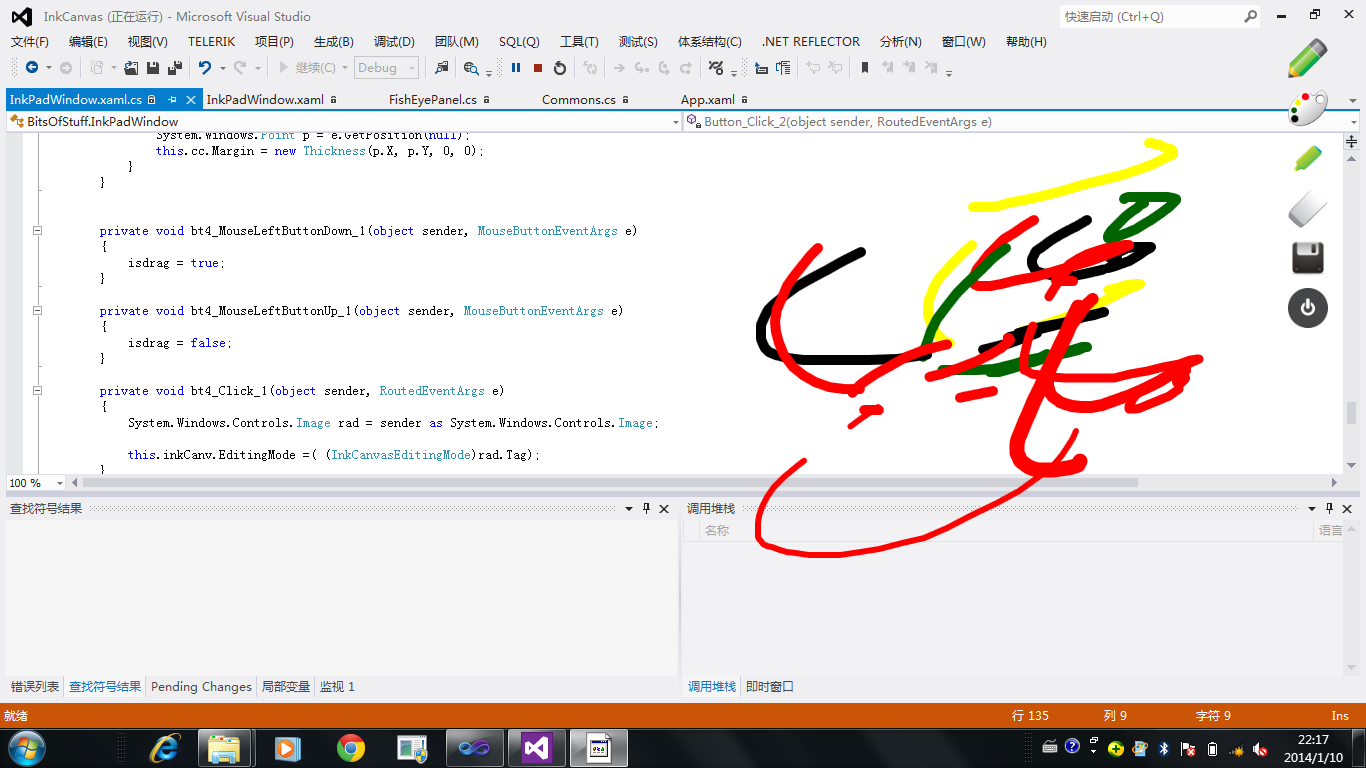 InkCanvas (正在运行) - Microsoft Visual Studio
快速启动 (Ctrl+Q)
文件(F) 编辑(E) 视图(V) TELERIK 项目(P) 生成(B) 调试(D) 团队(M) SQL(Q) 工具(T) 测试(S) 体系结构(C) .NET REFLECTOR 分析(N) 窗口(W) 帮助(H)
继续(C) Debug
InkPadWindow.xaml.cs InkPadWindow.xaml FishEyePanel.cs Commons.cs App.xaml
BitsOfStuff.InkPadWindow Button_Click_2(object sender, RoutedEventArgs e)
System.Windows.Point p = e.GetPosition(null);
this.cc.Margin = new Thickness(p.X, p.Y, 0, 0);
}
}
private void bt4_MouseLeftButtonDown_1(object sender, MouseButtonEventArgs e)
{
isdrag = true;
}
private void bt4_MouseLeftButtonUp_1(object sender, MouseButtonEventArgs e)
{
isdrag = false;
}
private void bt4_Click_1(object sender, RoutedEventArgs e)
{
System.Windows.Controls.Image rad = sender as System.Windows.Controls.Image;
this.inkCanv.EditingMode =( (InkCanvasEditingMode)rad.Tag);
}
100 %
查找符号结果 调用堆栈
名称 语言
错误列表 查找符号结果 Pending Changes 局部变量 监视 1 调用堆栈 即时窗口
就绪 行 135 列 9 字符 9 Ins
22:17
2014/1/10